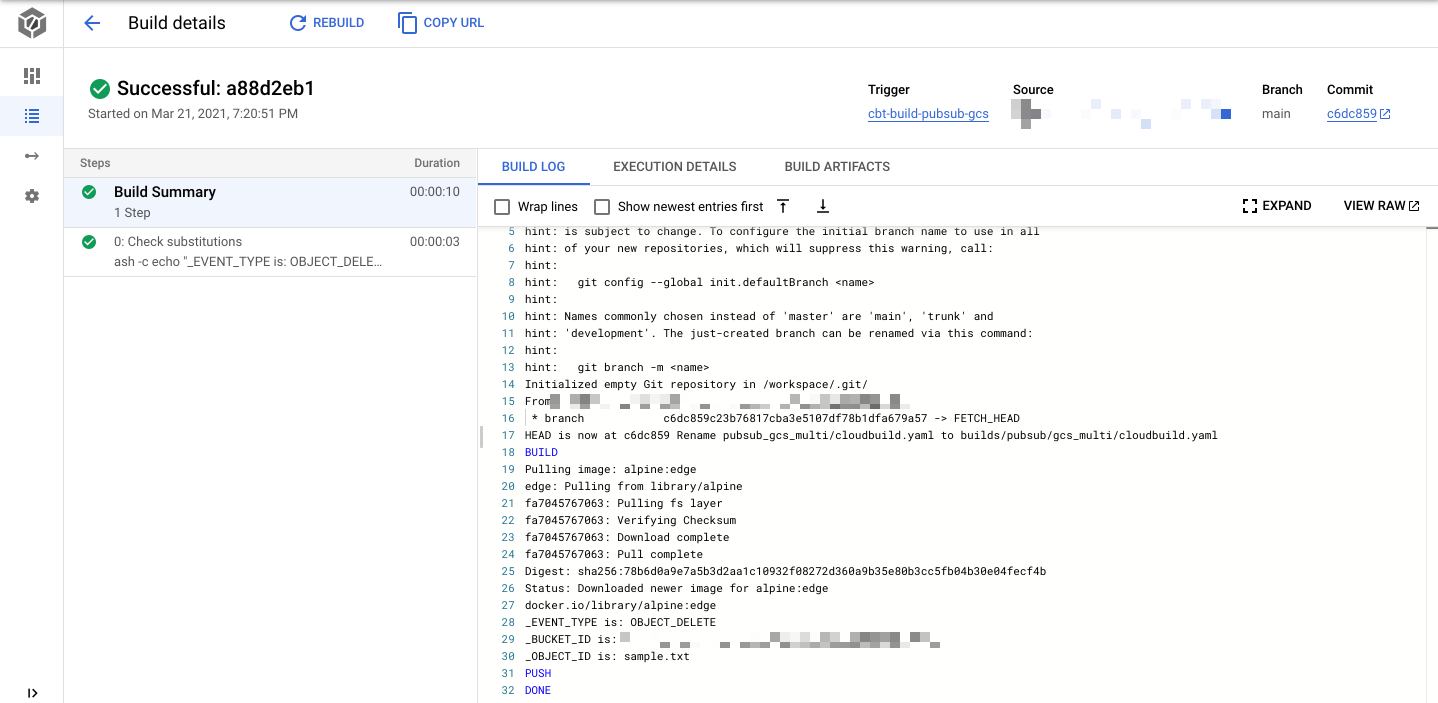 Build details
REBUILD
COPY URL
Successful: a88d2eb1
Started on Mar 21, 2021, 7:20:51 PM
Trigger
cbt-build-pubsub-gcs
Source
Branch
main
Commit
c6dc859
Steps Duration
Build Summary 00:00:10
1 Step
0: Check substitutions 00:00:03
ash -c echo "_EVENT_TYPE is: OBJECT_DELE...
BUILD LOG EXECUTION DETAILS BUILD ARTIFACTS
Wrap lines Show newest entries first EXPAND VIEW RAW
5 hint: is subject to change. To configure the initial branch name to use in all
6 hint: of your new repositories, which will suppress this warning, call:
7 hint:
8 hint:   git config --global init.defaultBranch <name>
9 hint:
10 hint: Names commonly chosen instead of 'master' are 'main', 'trunk' and
11 hint: 'development'. The just-created branch can be renamed via this command:
12 hint:
13 hint:   git branch -m <name>
14 Initialized empty Git repository in /workspace/.git/
15 From
16  * branch            c6dc859c23b76817cba3e5107df78b1dfa679a57 -> FETCH_HEAD
17 HEAD is now at c6dc859 Rename pubsub_gcs_multi/cloudbuild.yaml to builds/pubsub/gcs_multi/cloudbuild.yaml
18 BUILD
19 Pulling image: alpine:edge
20 edge: Pulling from library/alpine
21 fa7045767063: Pulling fs layer
22 fa7045767063: Verifying Checksum
23 fa7045767063: Download complete
24 fa7045767063: Pull complete
25 Digest: sha256:78b6d0a9e7a5b3d2aa1c10932f08272d360a9b35e80b3cc5fb04b30e04fecf4b
26 Status: Downloaded newer image for alpine:edge
27 docker.io/library/alpine:edge
28 _EVENT_TYPE is: OBJECT_DELETE
29 _BUCKET_ID is:
30 _OBJECT_ID is: sample.txt
31 PUSH
32 DONE